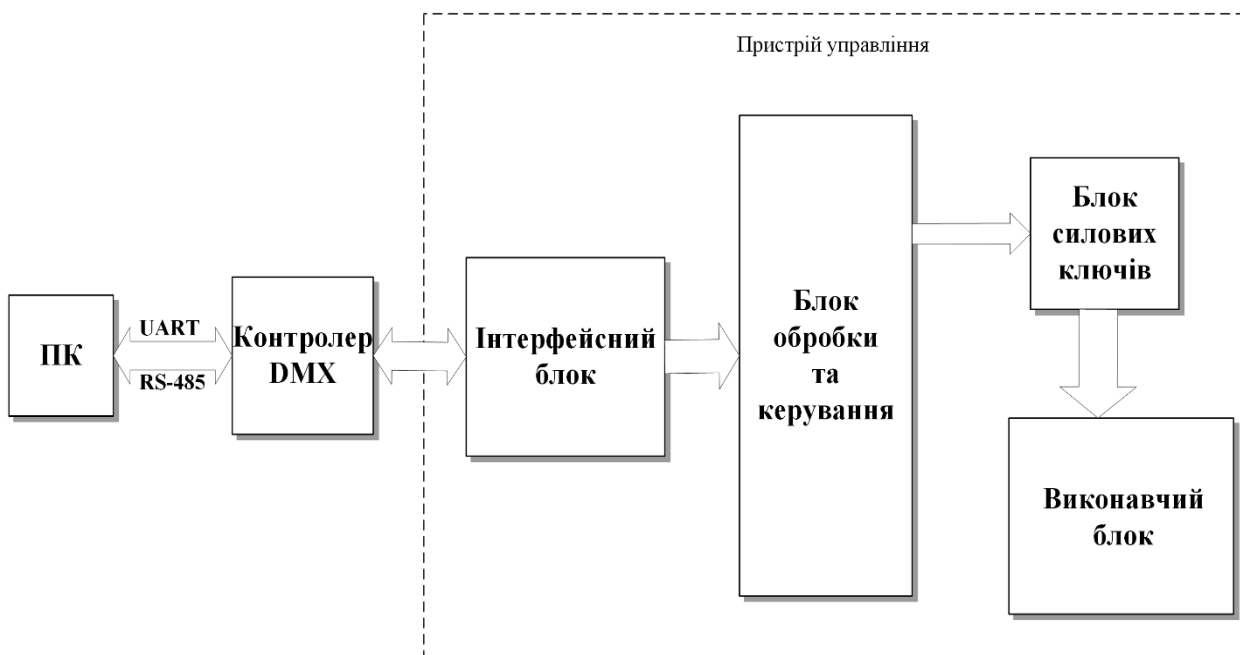 Пристрій управління
ПК
UART
RS-485
Контролер
DMX
Інтерфейсний
блок
Блок
обробки
та
керування
Блок
силових
ключів
Виконавчий
блок